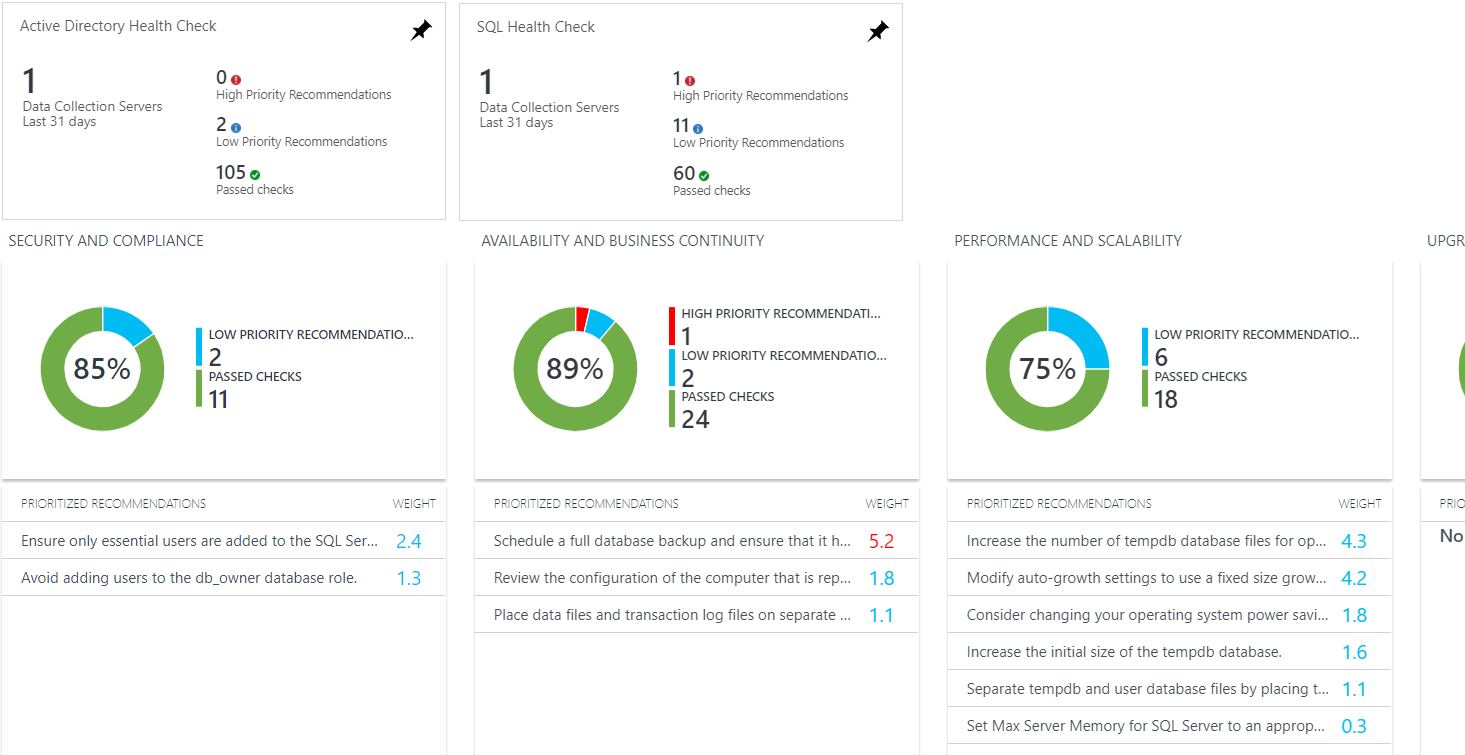 Active Directory Health Check
1
Data Collection Servers
Last 31 days
0
High Priority Recommendations
2
Low Priority Recommendations
105
Passed checks
SQL Health Check
1
Data Collection Servers
Last 31 days
1
High Priority Recommendations
11
Low Priority Recommendations
60
Passed checks
SECURITY AND COMPLIANCE
85%
LOW PRIORITY RECOMMENDATIO...
2
PASSED CHECKS
11
PRIORITIZED RECOMMENDATIONS WEIGHT
Ensure only essential users are added to the SQL Ser... 2.4
Avoid adding users to the db_owner database role. 1.3
AVAILABILITY AND BUSINESS CONTINUITY
89%
HIGH PRIORITY RECOMMENDATI...
1
LOW PRIORITY RECOMMENDATIO...
2
PASSED CHECKS
24
PRIORITIZED RECOMMENDATIONS WEIGHT
Schedule a full database backup and ensure that it h... 5.2
Review the configuration of the computer that is rep... 1.8
Place data files and transaction log files on separate ... 1.1
PERFORMANCE AND SCALABILITY
75%
LOW PRIORITY RECOMMENDATIO...
6
PASSED CHECKS
18
PRIORITIZED RECOMMENDATIONS WEIGHT
Increase the number of tempdb database files for op... 4.3
Modify auto-growth settings to use a fixed size grow... 4.2
Consider changing your operating system power savi... 1.8
Increase the initial size of the tempdb database. 1.6
Separate tempdb and user database files by placing t... 1.1
Set Max Server Memory for SQL Server to an approp... 0.3
UPGR
PRIO
No